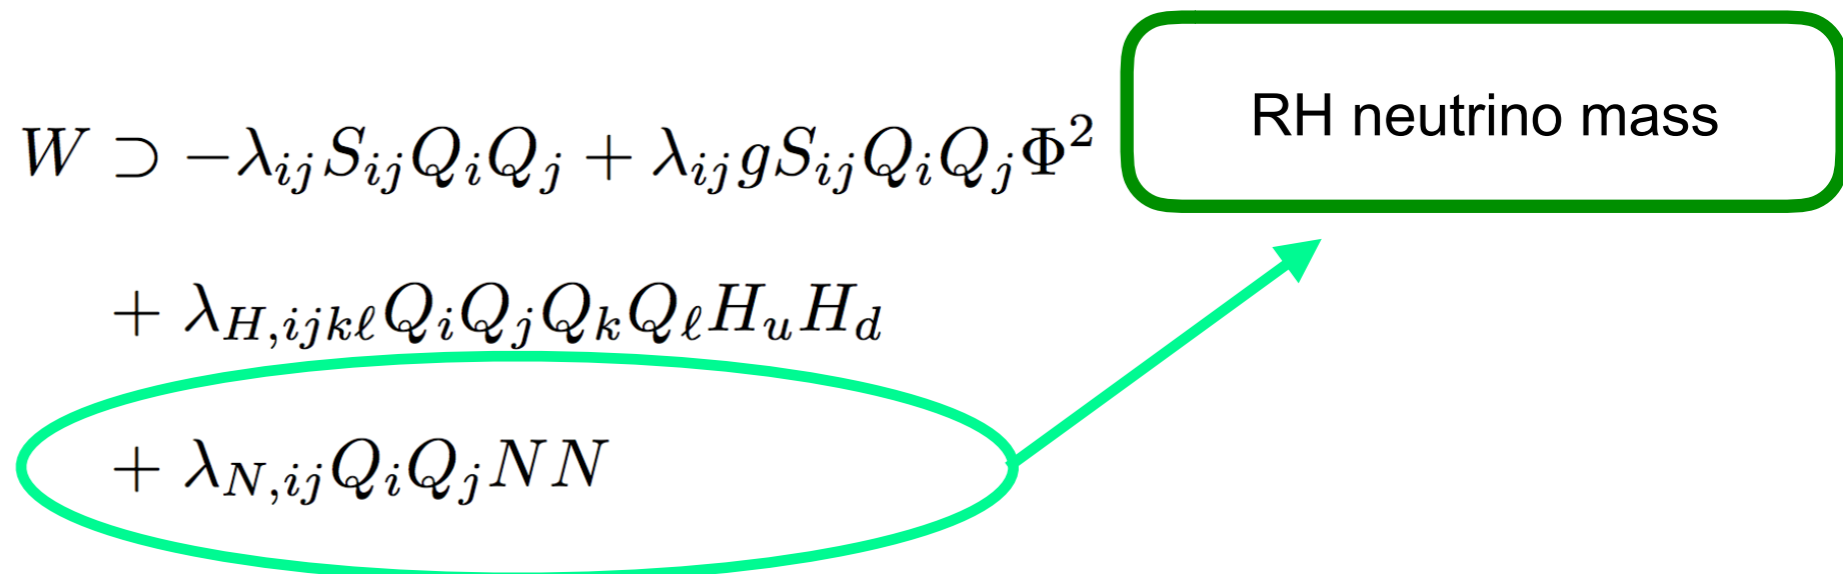 RH neutrino mass
W ⊃ −λ_{ij}S_{ij}Q_iQ_j + λ_{ij}gS_{ij}Q_iQ_jΦ^2
+ λ_{H,ijkℓ}Q_iQ_jQ_kQ_ℓH_uH_d
+ λ_{N,ij}Q_iQ_jNN